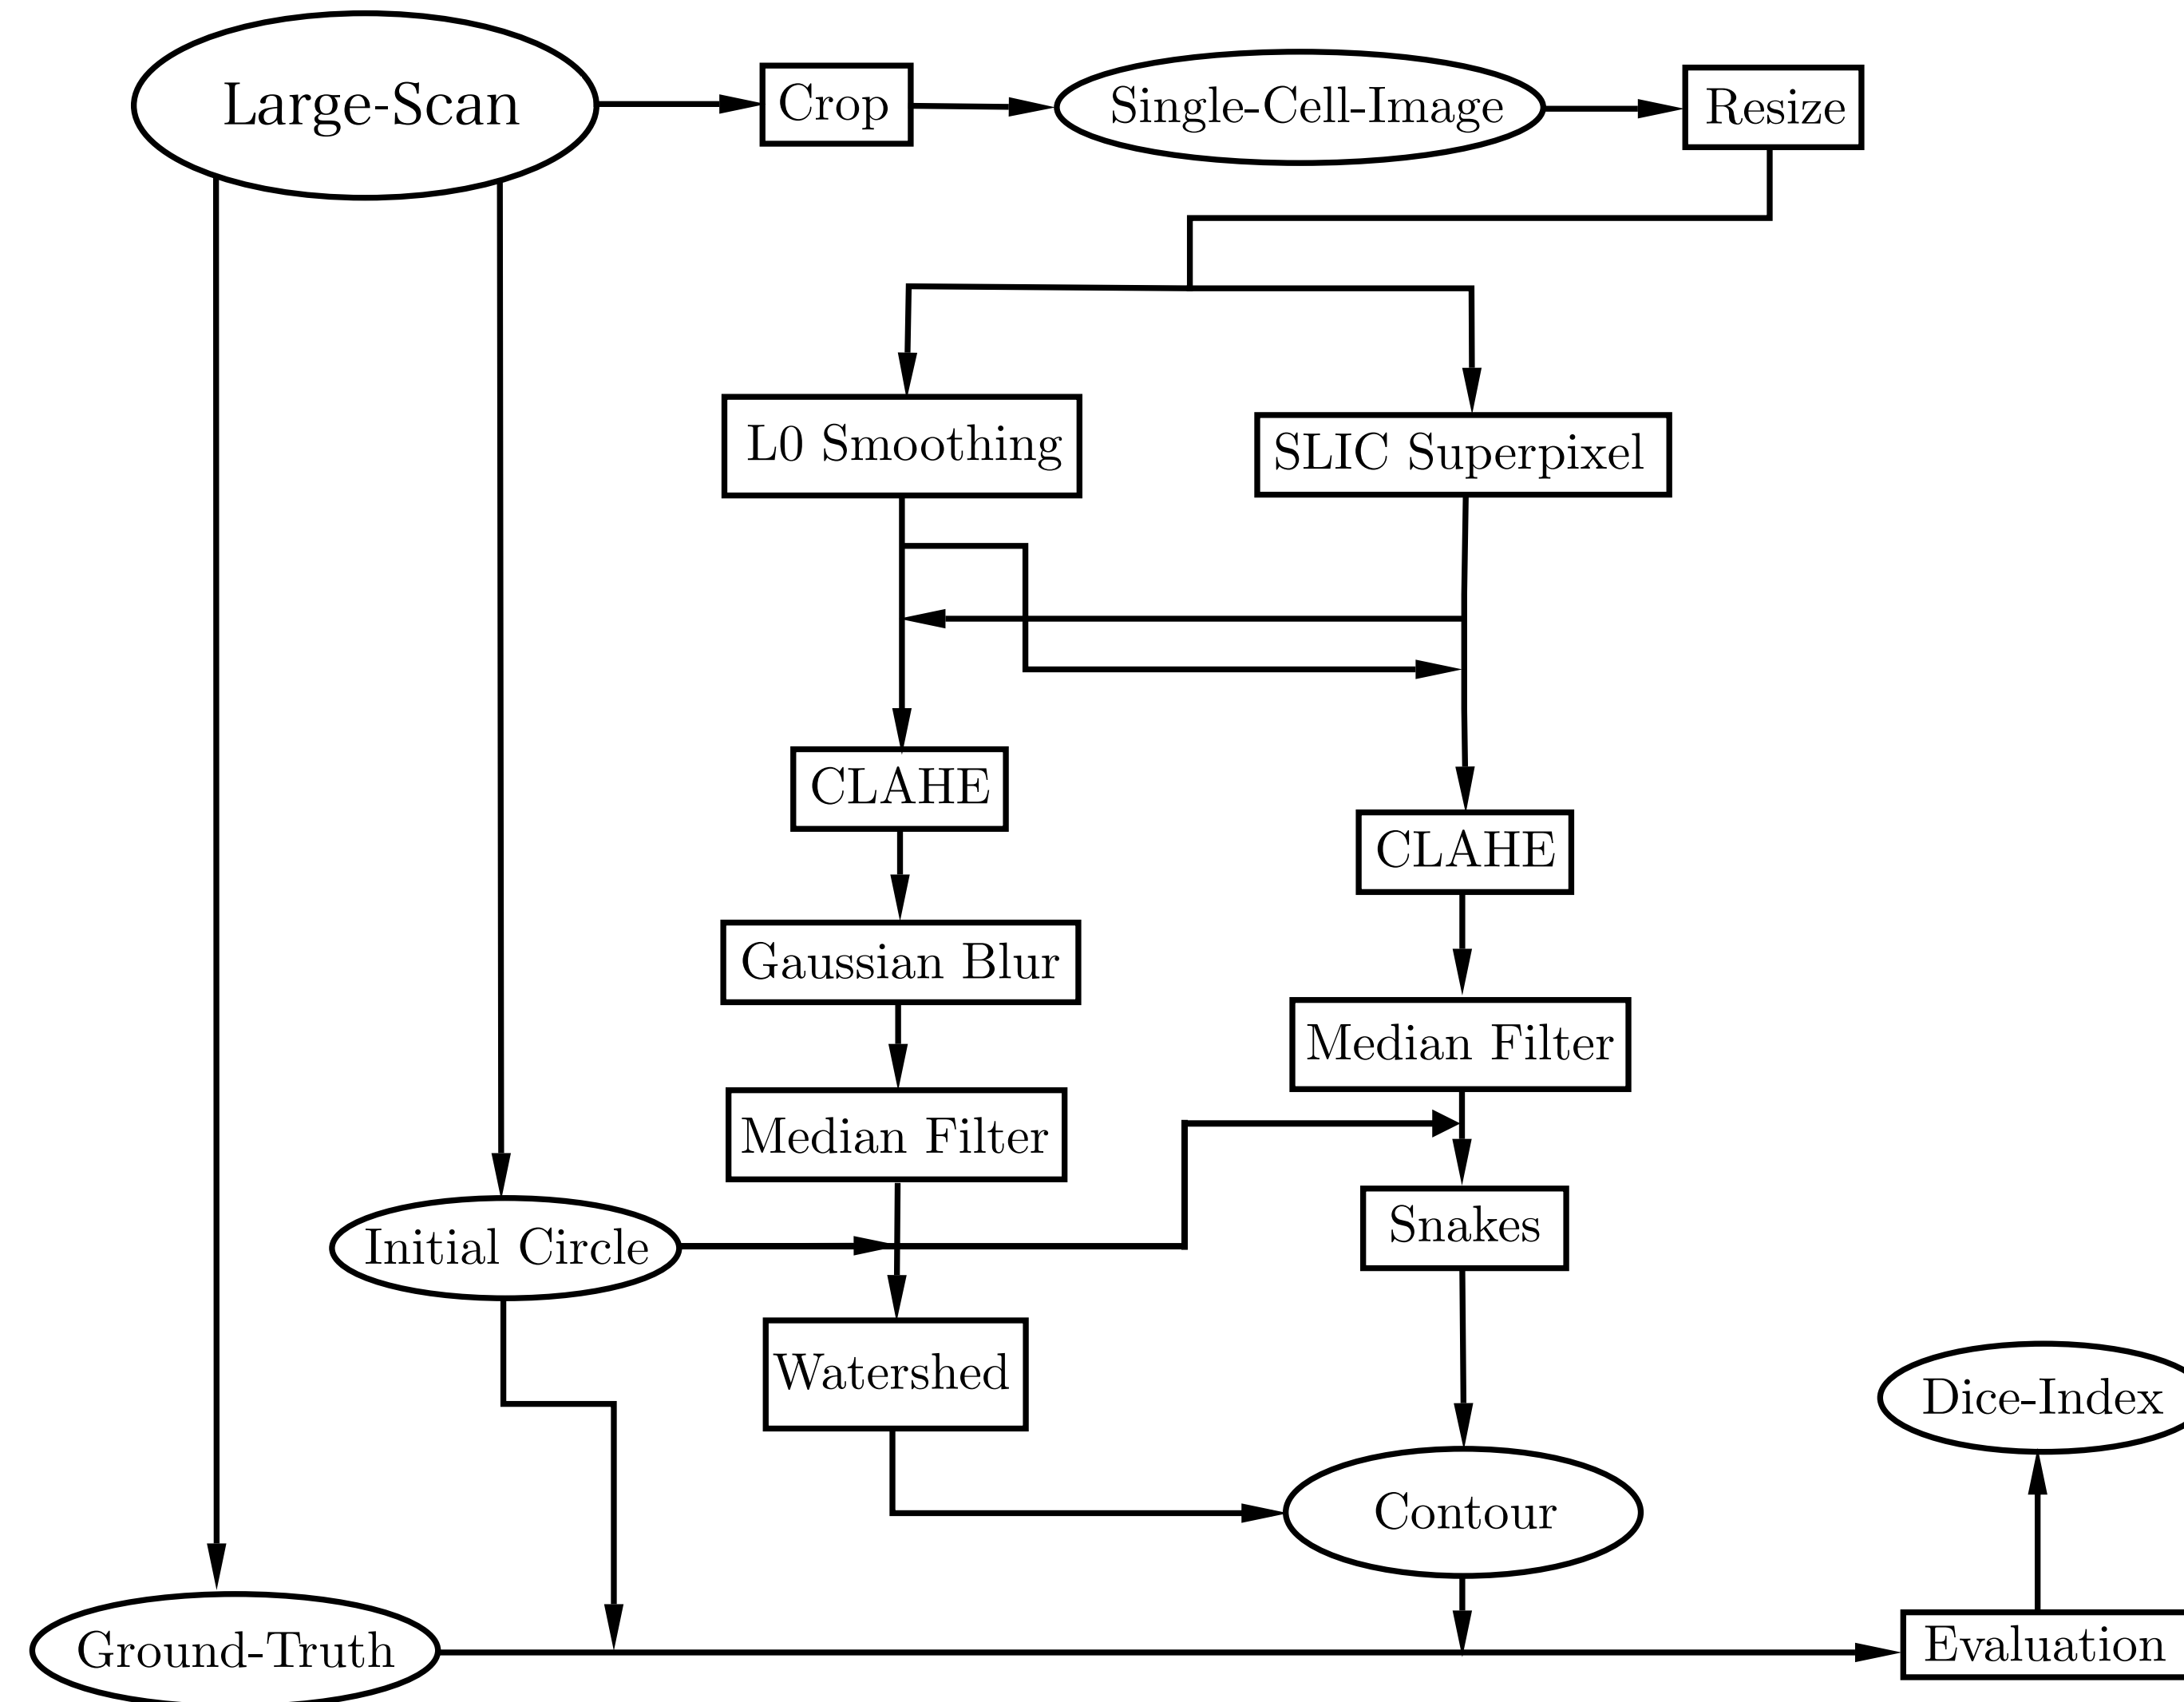 Large-Scan
Crop
Single-Cell-Image
Resize
L0 Smoothing
SLIC Superpixel
CLAHE
CLAHE
Gaussian Blur
Median Filter
Median Filter
Snakes
Initial Circle
Watershed
Dice-Index
Contour
Ground-Truth
Evaluation